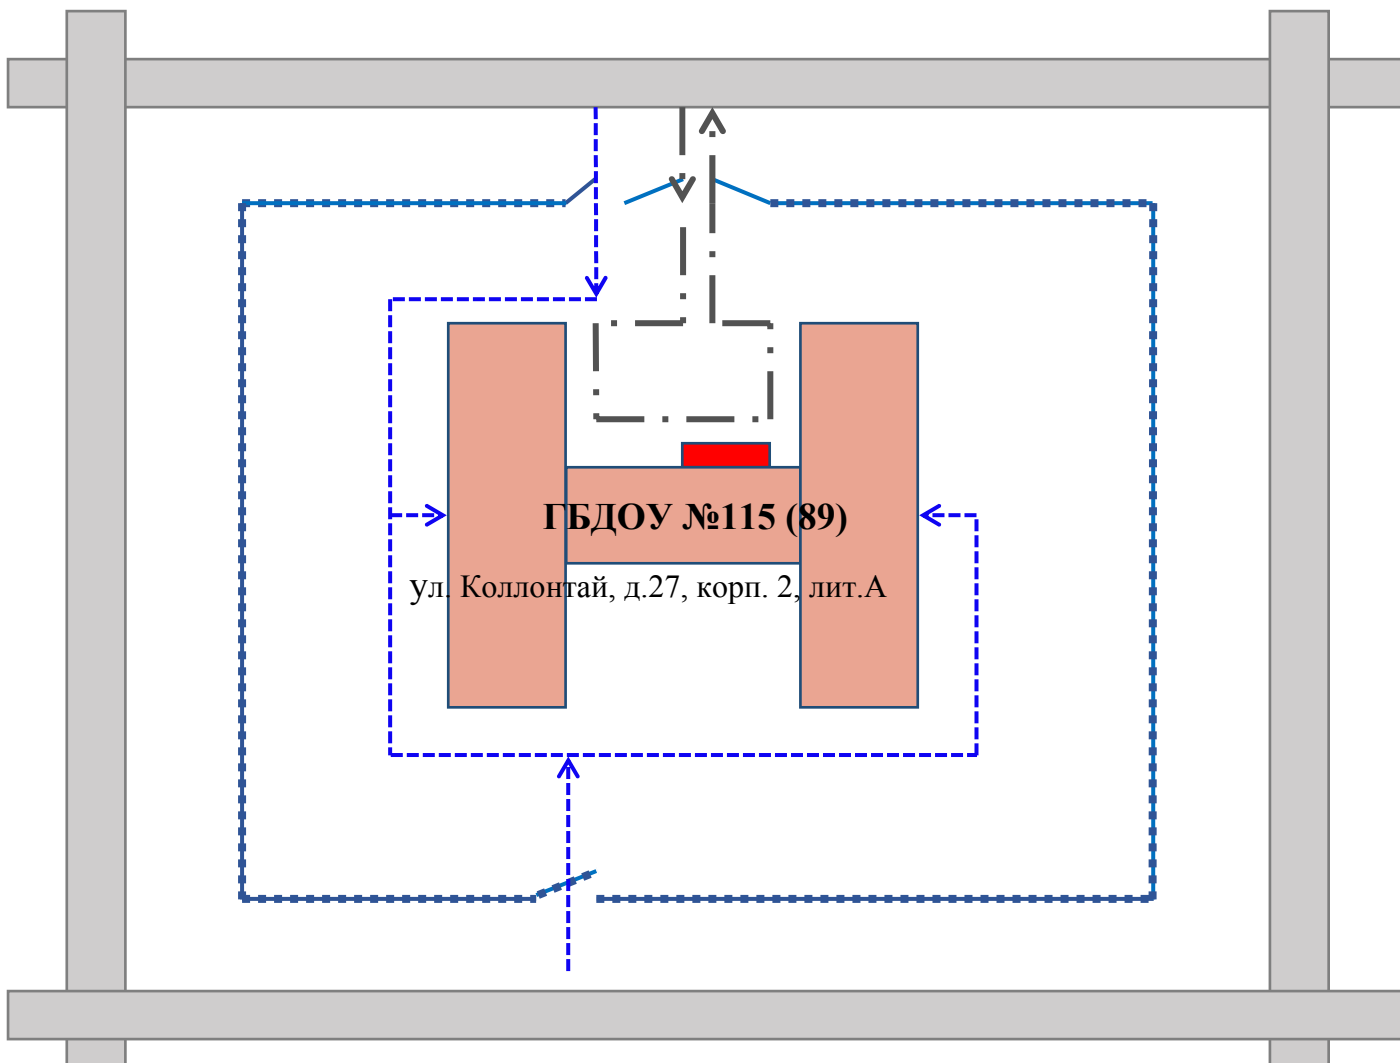 ГБДОУ №115 (89)
ул. Коллонтай, д.27, корп. 2, лит.А